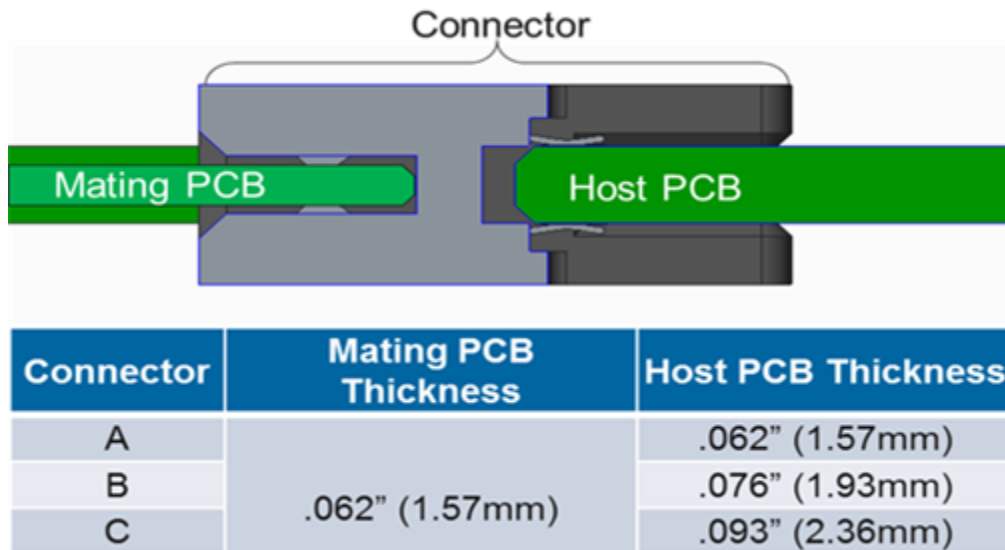 Connector
Mating PCB
Host PCB
Connector
Mating PCB
Thickness
Host PCB Thickness
A
.062” (1.57mm)
.062” (1.57mm)
B
.076” (1.93mm)
C
.093” (2.36mm)